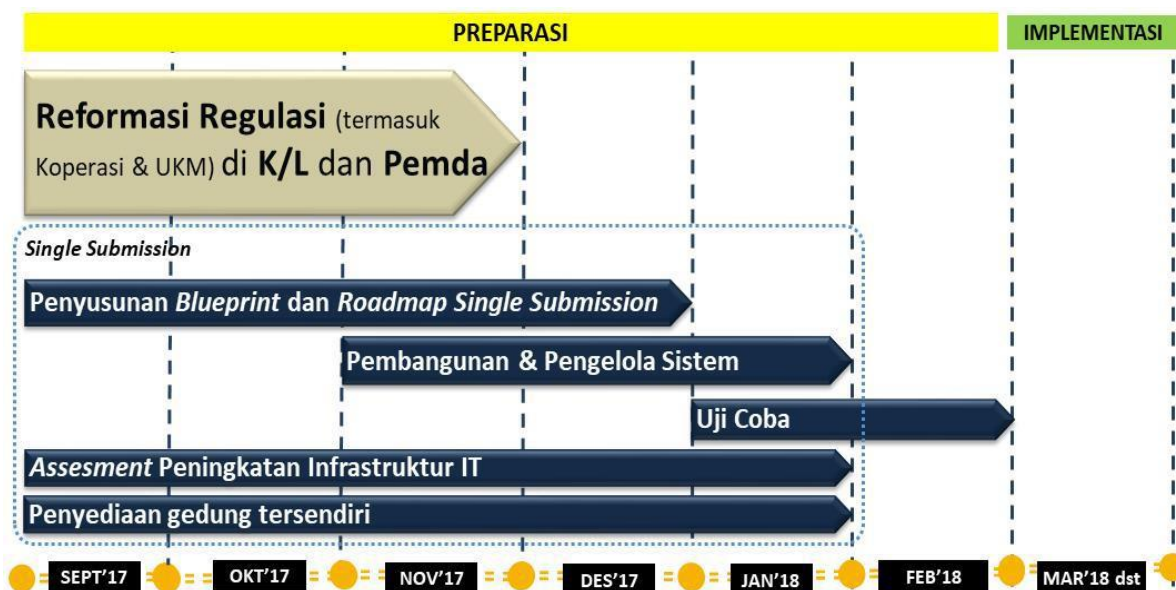 PREPARASI
IMPLEMENTASI
Reformasi Regulasi (termasuk
Koperasi & UKM) di K/L dan Pemda
Single Submission
Penyusunan Blueprint dan Roadmap Single Submission
Pembangunan & Pengelola Sistem
Uji Coba
Assesment Peningkatan Infrastruktur IT
Penyediaan gedung tersendiri
SEPT'17
OKT'17
NOV'17
DES'17
JAN'18
FEB'18
MAR'18 dst